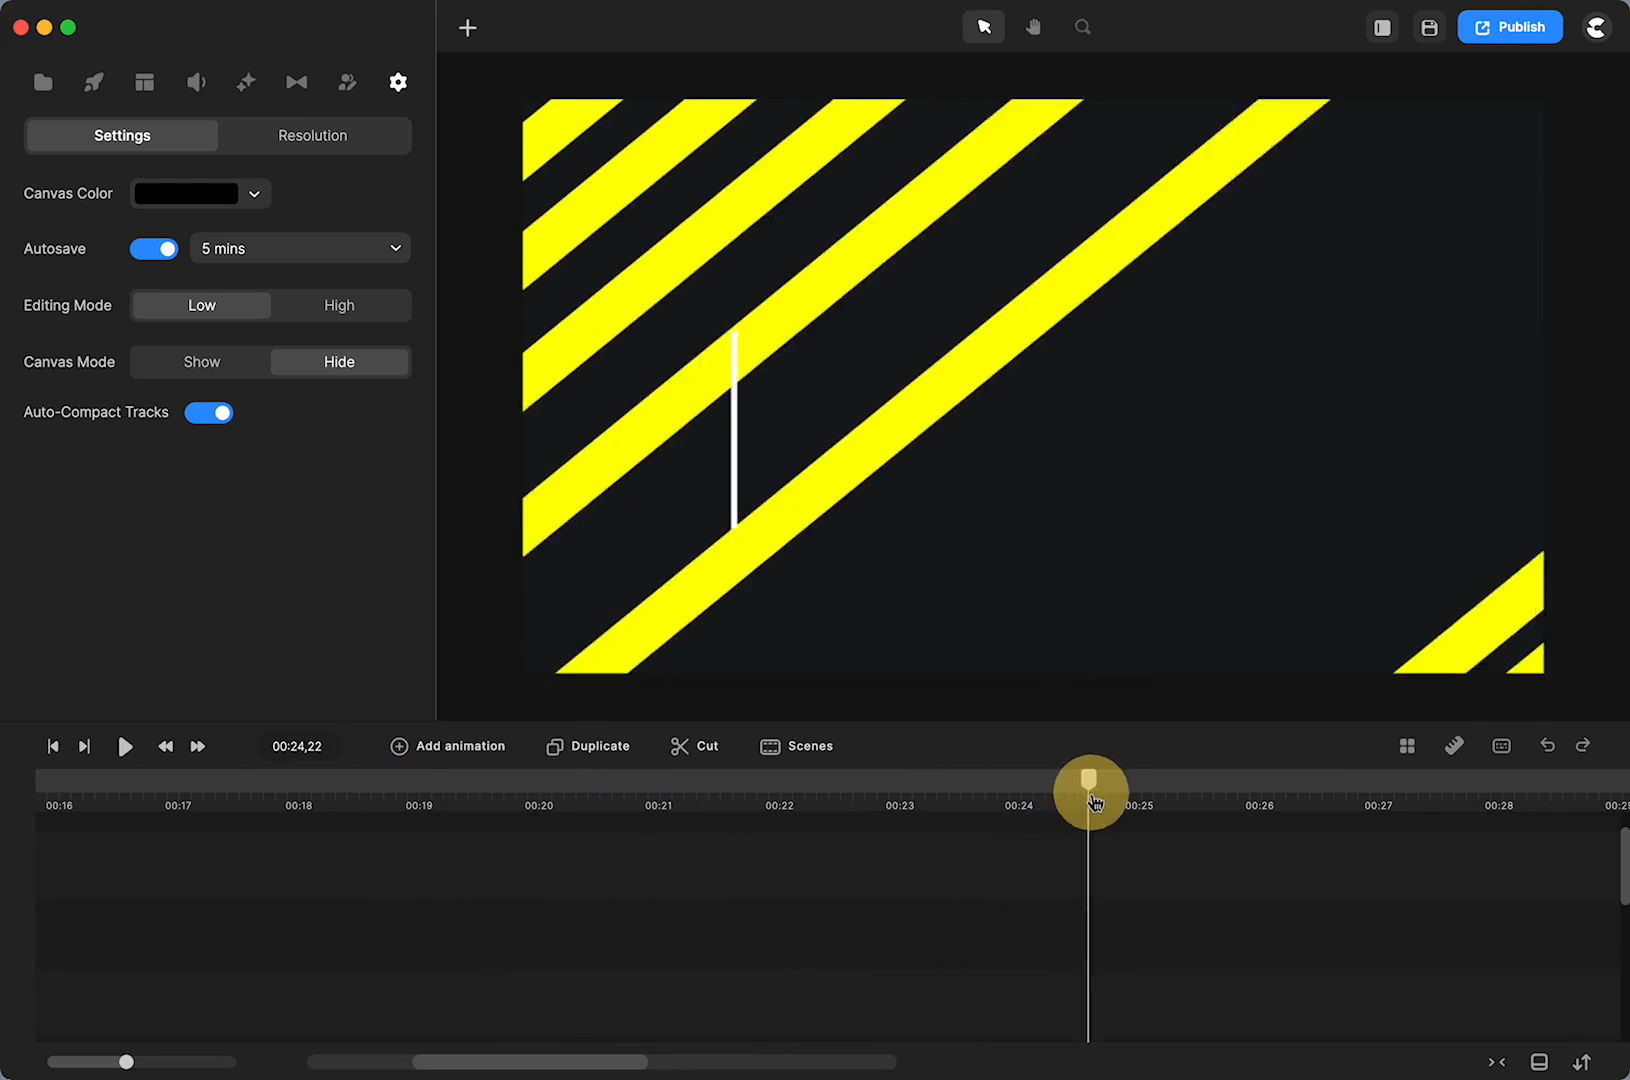 Publish
Settings
Resolution
Canvas Color
Autosave
5 mins
Editing Mode
Low
High
Canvas Mode
Show
Hide
Auto-Compact Tracks
00:24,22
Add animation
Duplicate
Cut
Scenes
00:16
00:17
00:18
00:19
00:20
00:21
00:22
00:23
00:24
00:25
00:26
00:27
00:28
00:29